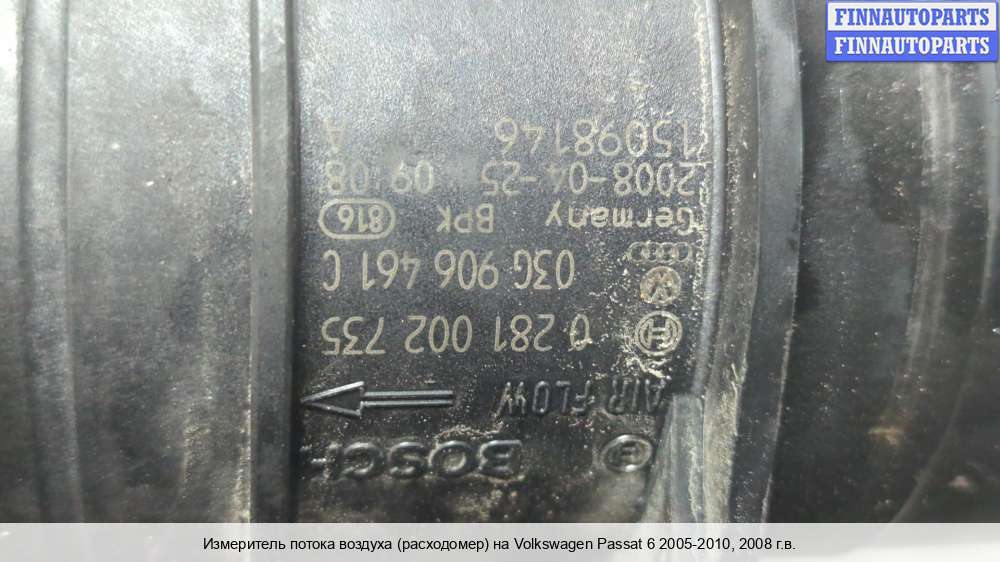 FINNAUTOPARTS
FINNAUTOPARTS
BOSCH
AIR FLOW
0 281 002 735
03G 906 461 C
Germany BPK 816
2008-04-25 09:08
15098146 A
Измеритель потока воздуха (расходомер) на Volkswagen Passat 6 2005-2010, 2008 г.в.